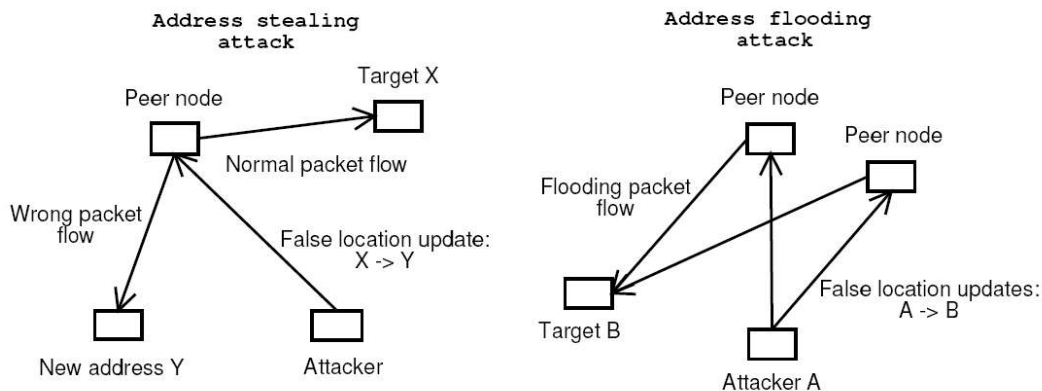 Address stealing
attack
Target X
Peer node
Normal packet flow
Wrong packet
flow
False location update:
X -> Y
New address Y
Attacker
Address flooding
attack
Peer node
Peer node
Flooding packet
flow
False location updates:
A -> B
Target B
Attacker A